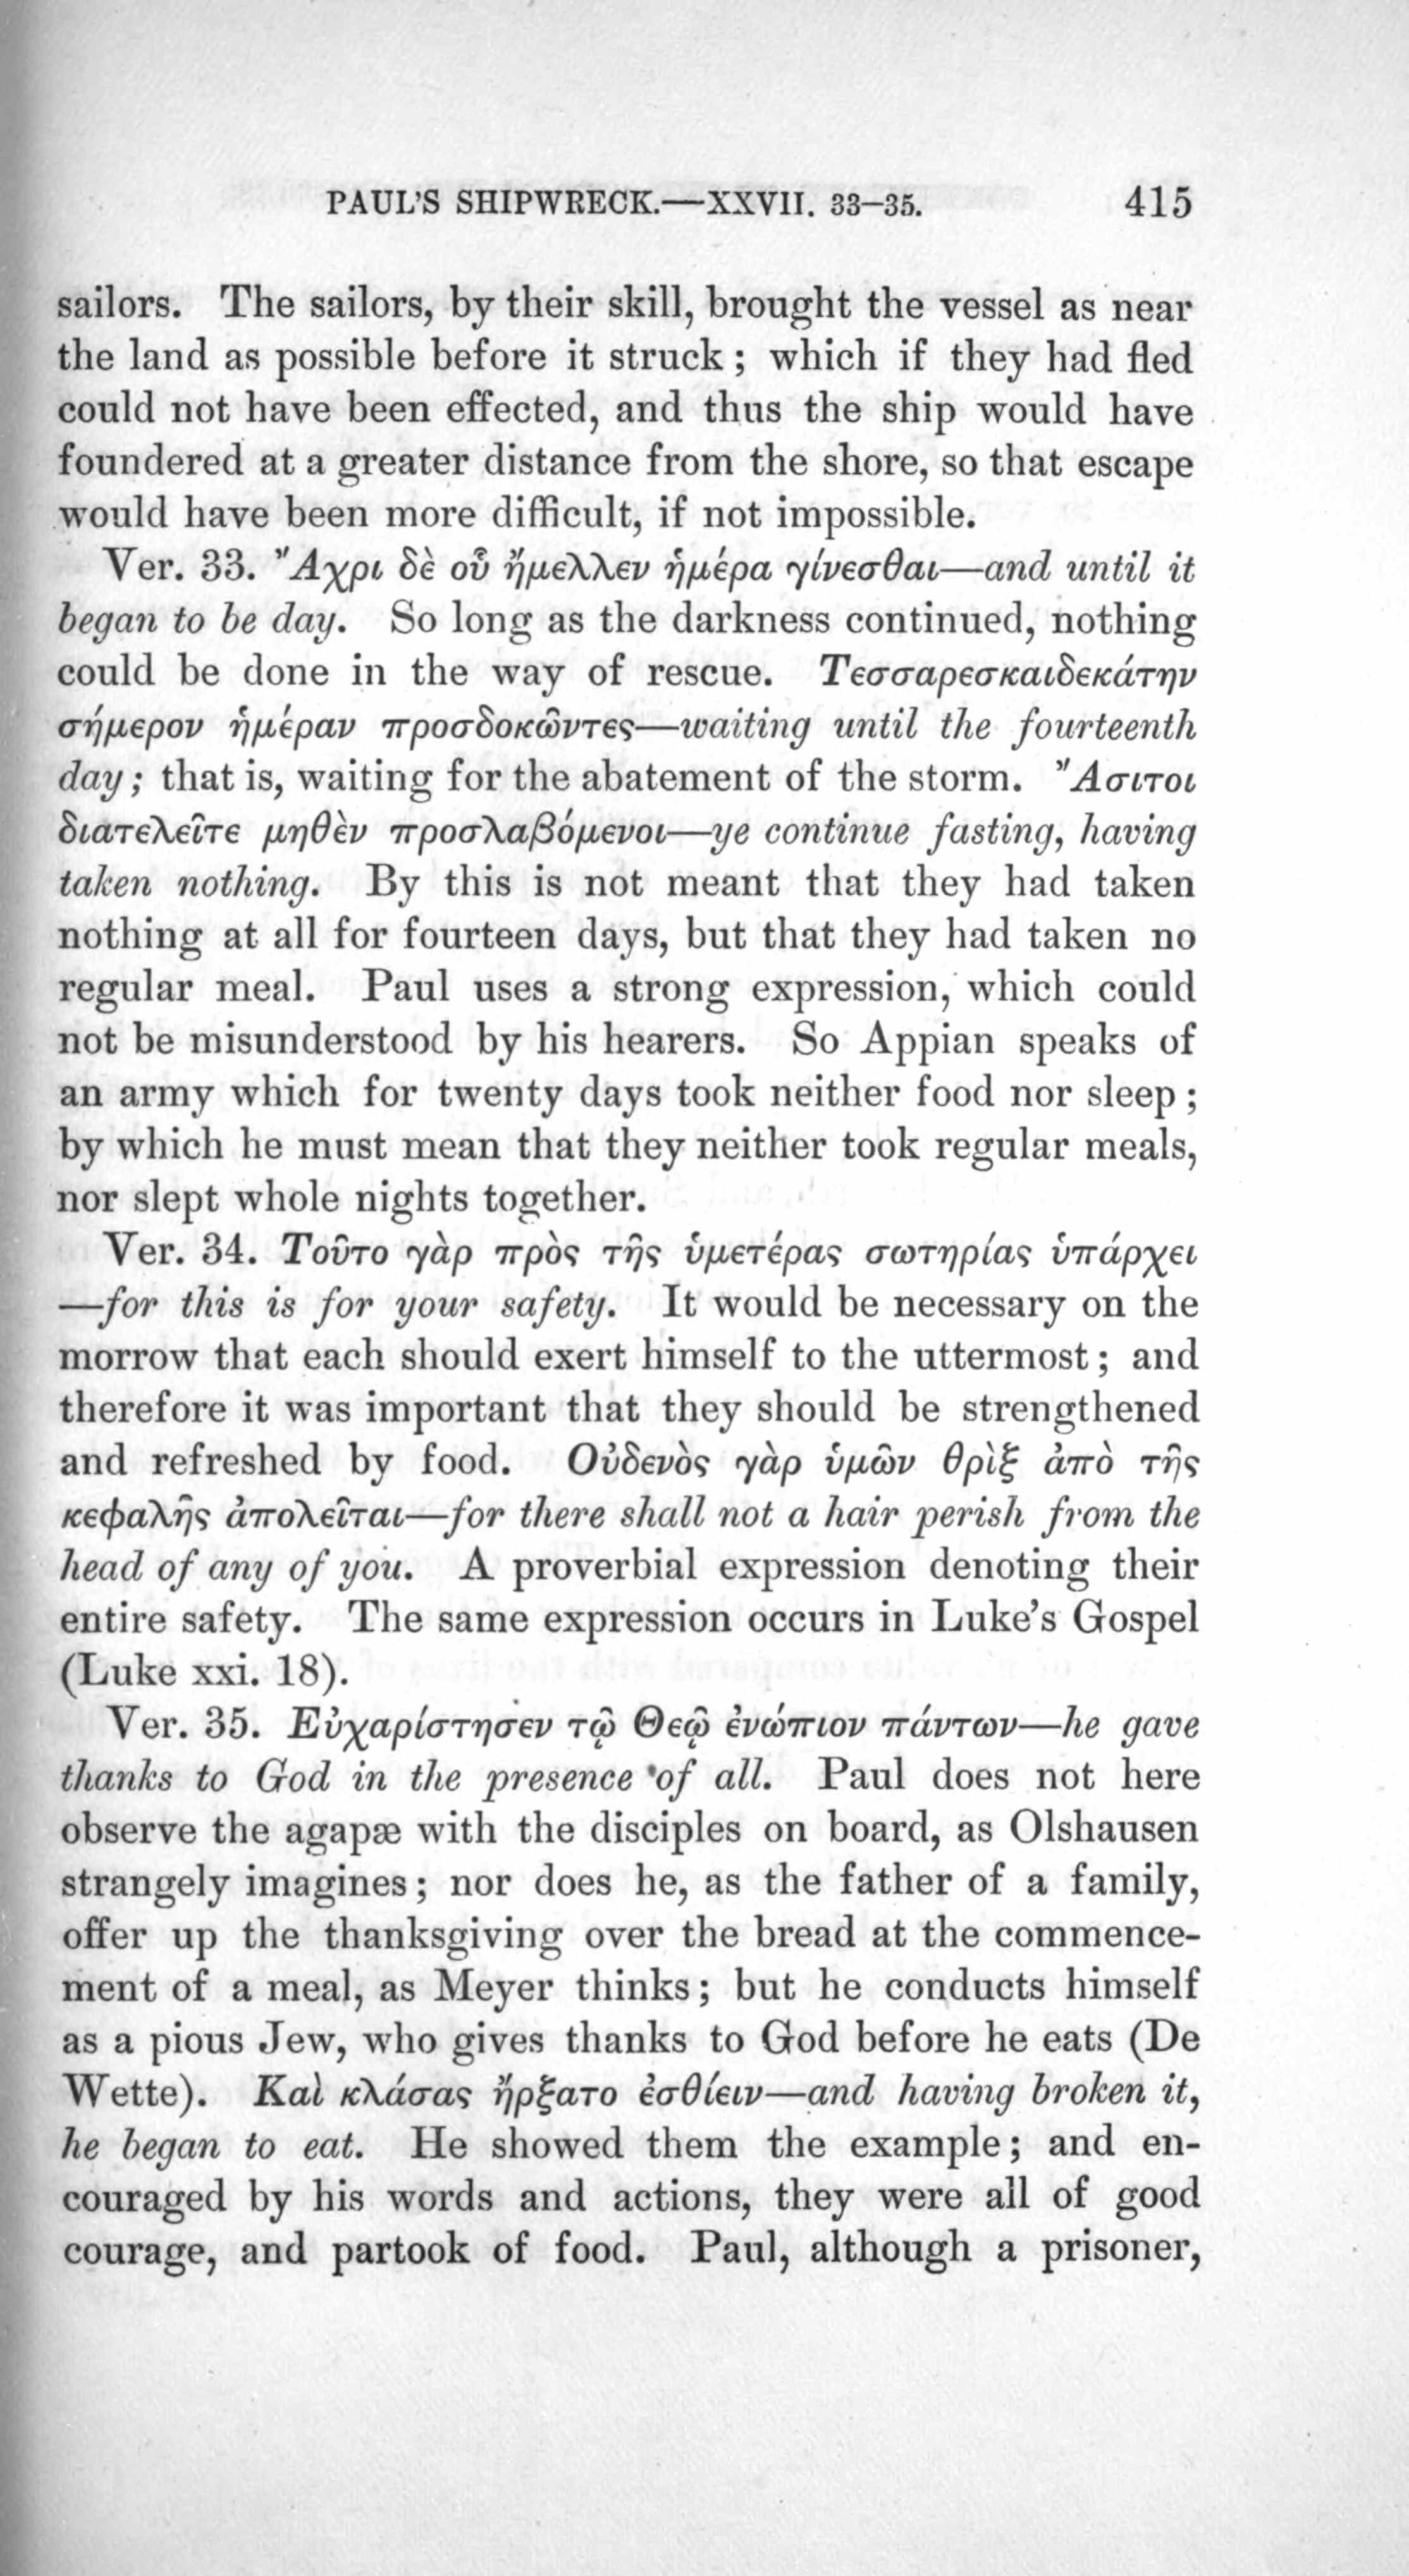 PAUL'S SHIPWRECK.—XXVII. 33–35. 415
sailors. The sailors, by their skill, brought the vessel as near
the land as possible before it struck; which if they had fled
could not have been effected, and thus the ship would have
foundered at a greater distance from the shore, so that escape
would have been more difficult, if not impossible.
Ver. 33. Ἄχρι δὲ οὗ ἤμελλεν ἡμέρα γίνεσθαι—and until it
began to be day. So long as the darkness continued, nothing
could be done in the way of rescue. Τεσσαρεσκαιδεκάτην
σήμερον ἡμέραν προσδοκῶντες—waiting until the fourteenth
day; that is, waiting for the abatement of the storm. Ἄσιτοι
διατελεῖτε μηθὲν προσλαβόμενοι—ye continue fasting, having
taken nothing. By this is not meant that they had taken
nothing at all for fourteen days, but that they had taken no
regular meal. Paul uses a strong expression, which could
not be misunderstood by his hearers. So Appian speaks of
an army which for twenty days took neither food nor sleep;
by which he must mean that they neither took regular meals,
nor slept whole nights together.
Ver. 34. Τοῦτο γὰρ πρὸς τῆς ὑμετέρας σωτηρίας ὑπάρχει
—for this is for your safety. It would be necessary on the
morrow that each should exert himself to the uttermost; and
therefore it was important that they should be strengthened
and refreshed by food. Οὐδενὸς γὰρ ὑμῶν θρὶξ ἀπὸ τῆς
κεφαλῆς ἀπολεῖται—for there shall not a hair perish from the
head of any of you. A proverbial expression denoting their
entire safety. The same expression occurs in Luke's Gospel
(Luke xxi. 18).
Ver. 35. Εὐχαρίστησεν τῷ Θεῷ ἐνώπιον πάντων—he gave
thanks to God in the presence of all. Paul does not here
observe the agapæ with the disciples on board, as Olshausen
strangely imagines; nor does he, as the father of a family,
offer up the thanksgiving over the bread at the commence-
ment of a meal, as Meyer thinks; but he conducts himself
as a pious Jew, who gives thanks to God before he eats (De
Wette). Καὶ κλάσας ἤρξατο ἐσθίειν—and having broken it,
he began to eat. He showed them the example; and en-
couraged by his words and actions, they were all of good
courage, and partook of food. Paul, although a prisoner,